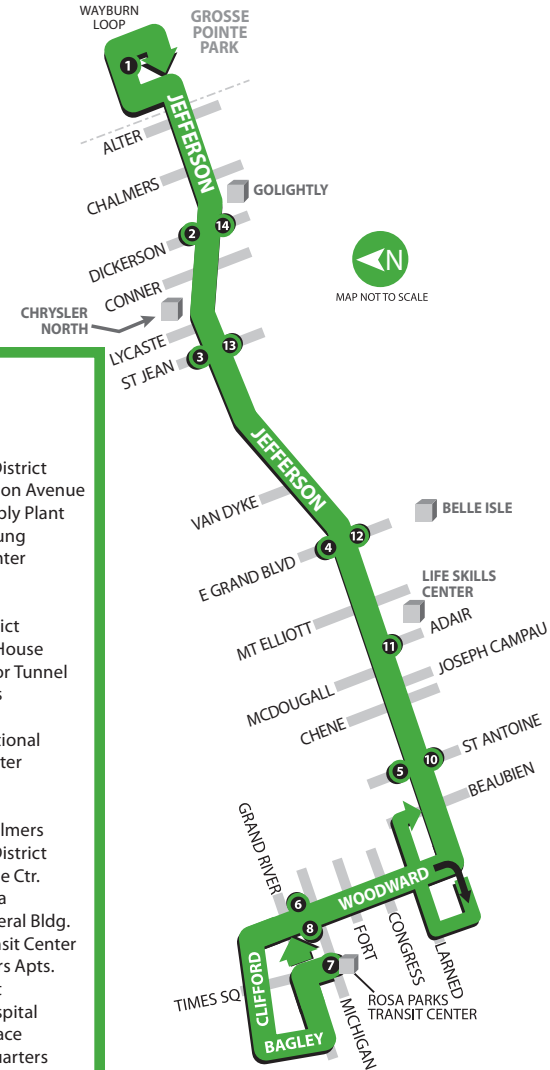 WAYBURN
LOOP
GROSSE
POINTE
PARK
1
JEFFERSON
ALTER
CHALMERS
GOLIGHTLY
2
14
DICKERSON
CONNER
N
MAP NOT TO SCALE
CHRYSLER
NORTH
LYCASTE
13
3
ST JEAN
JEFFERSON
VAN DYKE
BELLE ISLE
12
4
E GRAND BLVD
LIFE SKILLS
CENTER
ADAIR
MT ELLIOTT
11
JOSEPH CAMPAU
MCDOUGALL
CHENE
ST ANTOINE
10
5
BEAUBIEN
GRAND RIVER
WOODWARD
6
8
FORT
CONGRESS
LARNED
7
CLIFFORD
TIMES SQ
ROSA PARKS
TRANSIT CENTER
MICHIGAN
BAGLEY
District
on Avenue
bly Plant
ung
nter
rict
House
or Tunnel
s
tional
ter
almers
District
e Ctr.
a
eral Bldg.
nsit Center
rs Apts.
t
spital
ace
uarters